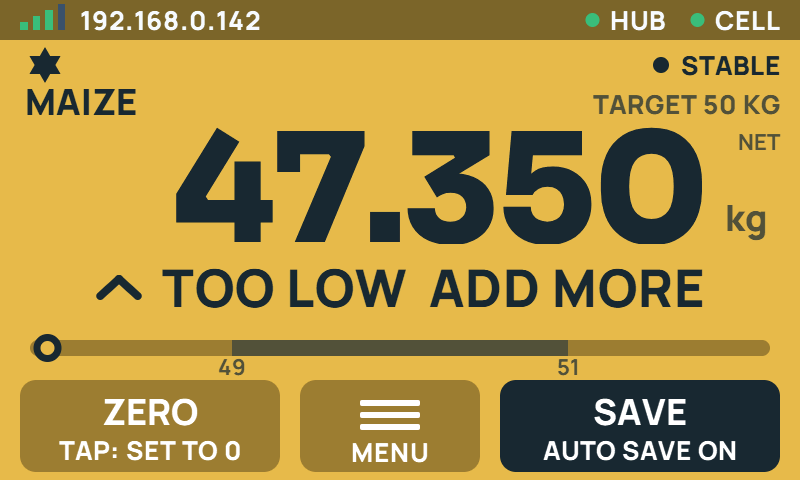 192.168.0.142 HUB CELL
STABLE
MAIZE
TARGET 50 KG
NET
47.350 kg
TOO LOW ADD MORE
49 51
ZERO
TAP: SET TO 0
MENU
SAVE
AUTO SAVE ON